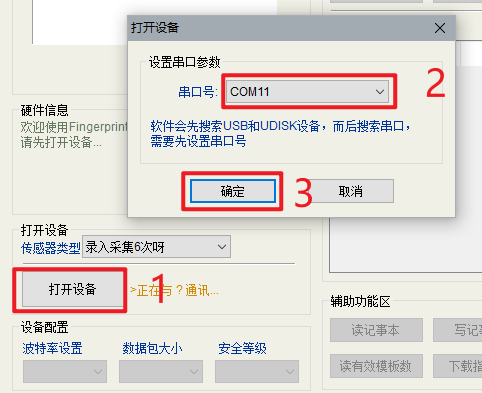 打开设备
设置串口参数
串口号: COM11
2
软件会先搜索USB和UDISK设备，而后搜索串口，
需要先设置串口号
确定
3
取消
硬件信息
欢迎使用Fingerprint
请先打开设备...
打开设备
传感器类型 录入采集6次呀
打开设备
1
>正在与 ? 通讯...
设备配置
波特率设置 数据包大小 安全等级
辅助功能区
读记事本 写记
读有效模板数 下载指